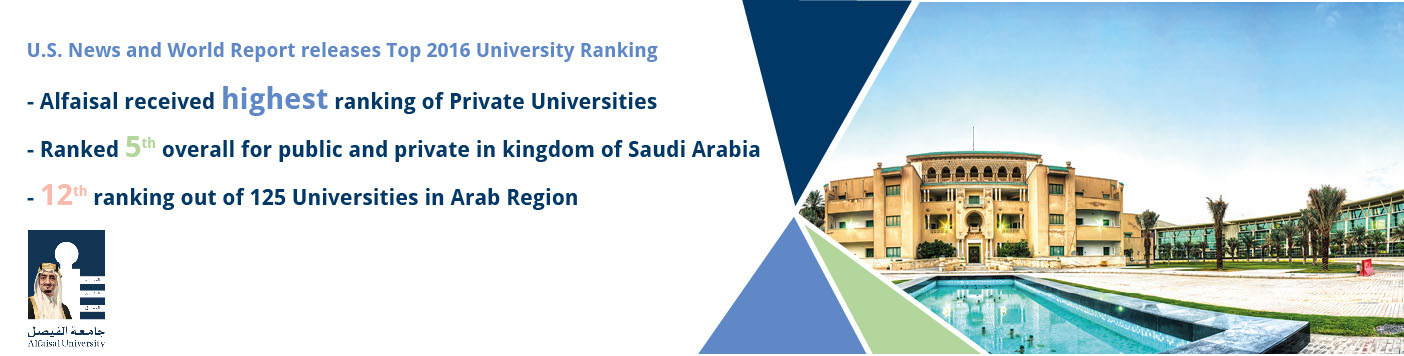 U.S. News and World Report releases Top 2016 University Ranking
- Alfaisal received highest ranking of Private Universities
- Ranked 5th overall for public and private in kingdom of Saudi Arabia
- 12th ranking out of 125 Universities in Arab Region
جامعة الفيصل
Alfaisal University